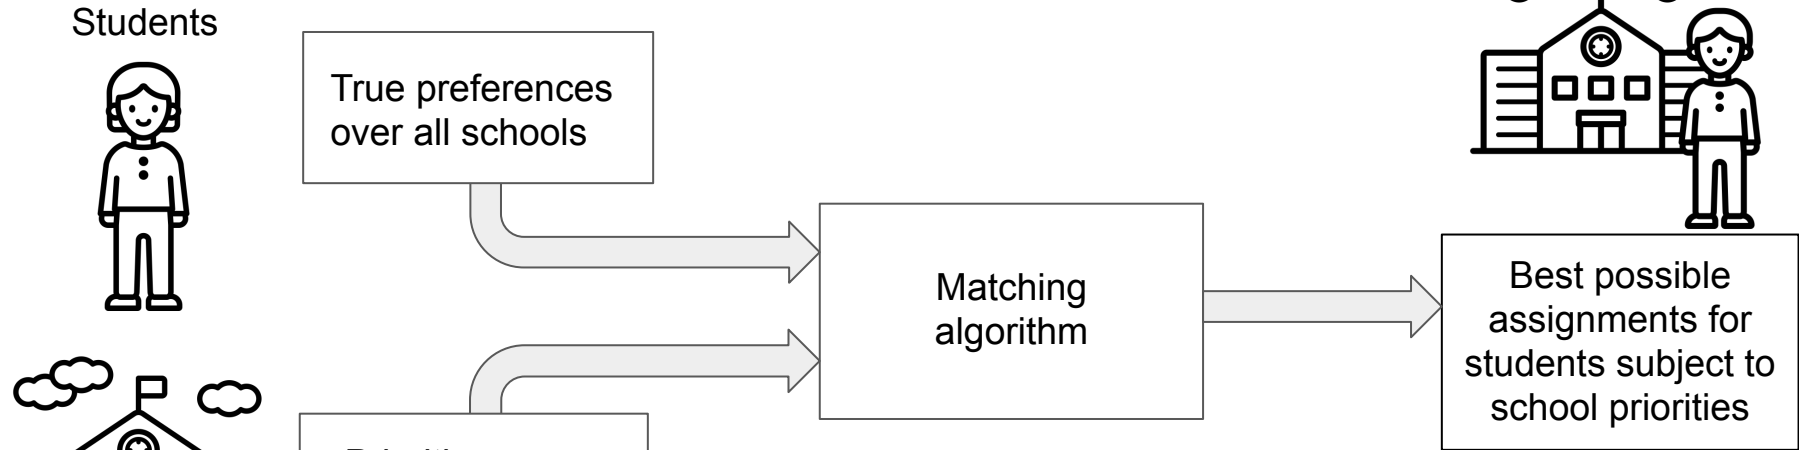 Students
True preferences
over all schools
Matching
algorithm
Best possible
assignments for
students subject to
school priorities